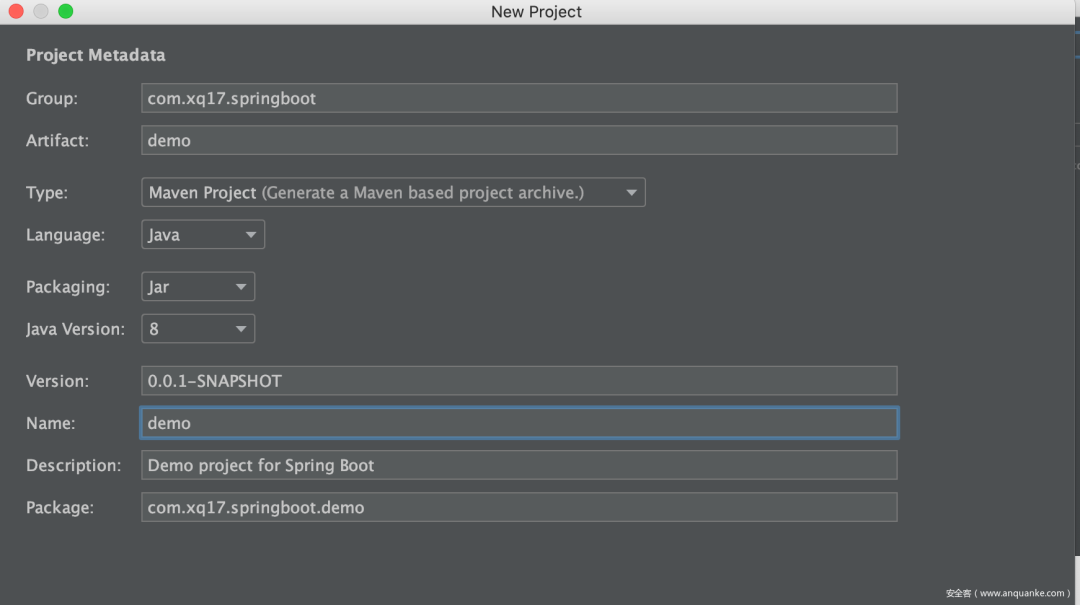 New Project
Project Metadata
Group: com.xq17.springboot
Artifact: demo
Type: Maven Project (Generate a Maven based project archive.)
Language: Java
Packaging: Jar
Java Version: 8
Version: 0.0.1-SNAPSHOT
Name: demo
Description: Demo project for Spring Boot
Package: com.xq17.springboot.demo
安全客（www.anquanke.com）